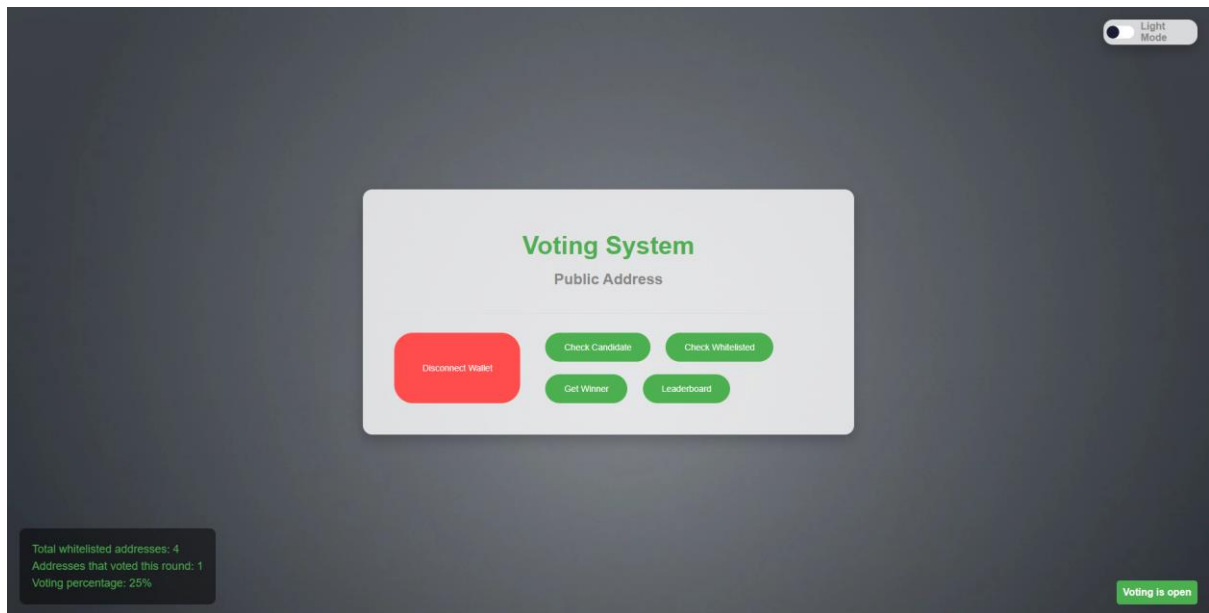 Light
Mode
Voting System
Public Address
Disconnect Wallet
Check Candidate
Check Whitelisted
Get Winner
Leaderboard
Total whitelisted addresses: 4
Addresses that voted this round: 1
Voting percentage: 25%
Voting is open